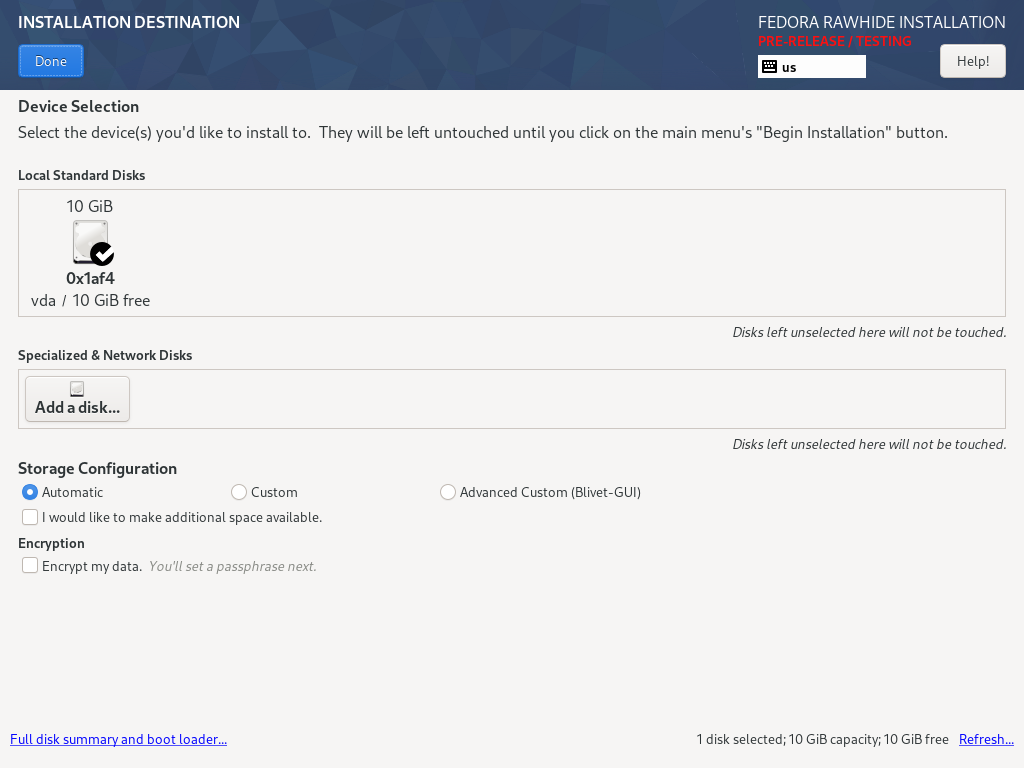 INSTALLATION DESTINATION
FEDORA RAWHIDE INSTALLATION
PRE-RELEASE / TESTING
Done
us
Help!
Device Selection
Select the device(s) you'd like to install to.  They will be left untouched until you click on the main menu's "Begin Installation" button.
Local Standard Disks
10 GiB
0x1af4
vda / 10 GiB free
Disks left unselected here will not be touched.
Specialized & Network Disks
Add a disk...
Disks left unselected here will not be touched.
Storage Configuration
Automatic
Custom
Advanced Custom (Blivet-GUI)
I would like to make additional space available.
Encryption
Encrypt my data.  You'll set a passphrase next.
Full disk summary and boot loader...
1 disk selected; 10 GiB capacity; 10 GiB free
Refresh...